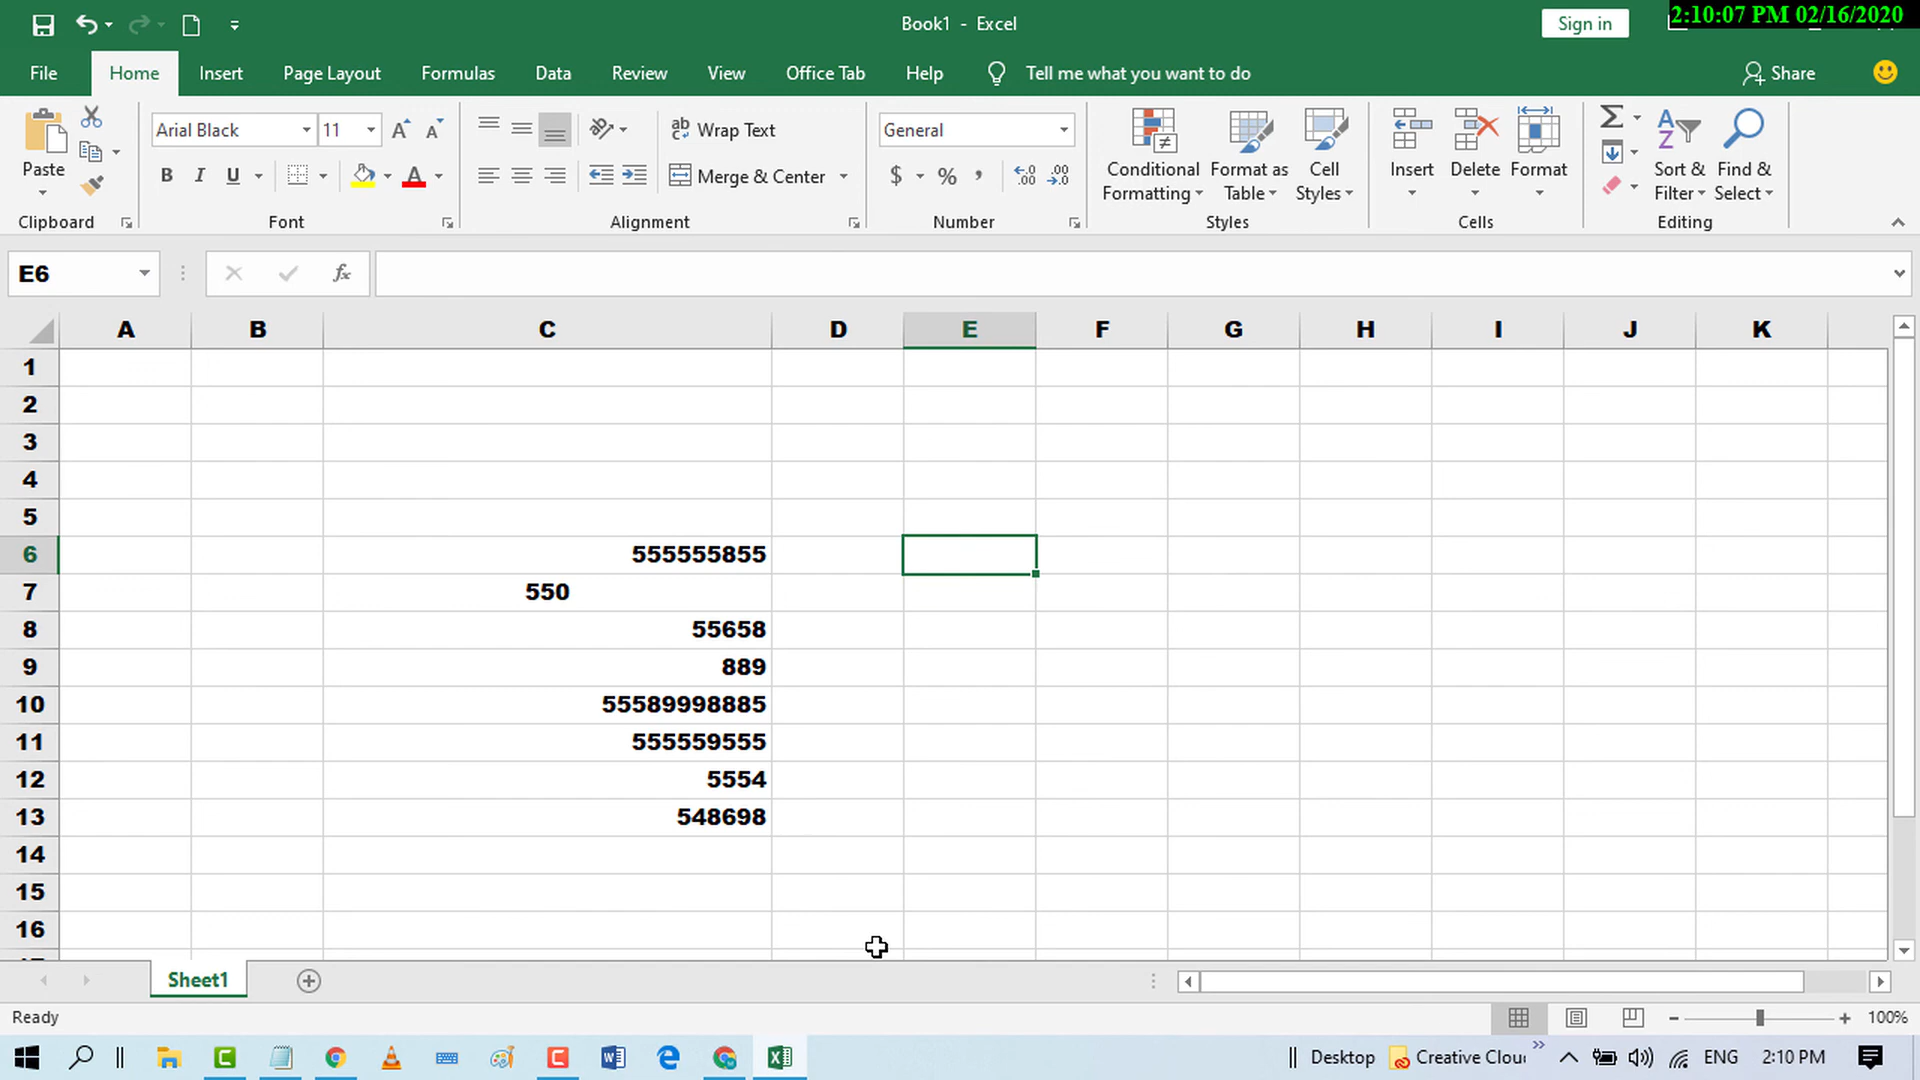 Book1 - Excel
Sign in
2:10:07 PM 02/16/2020
File Home Insert Page Layout Formulas Data Review View Office Tab Help Tell me what you want to do Share
Paste
Clipboard
Arial Black 11
B I U
Font
Wrap Text
Merge & Center
Alignment
General
$ % ,
Number
Conditional Formatting
Format as Table
Cell Styles
Styles
Insert Delete Format
Cells
Sort & Filter
Find & Select
Editing
E6 fx
A B C D E F G H I J K
1
2
3
4
5
6 555555855
7 550
8 55658
9 889
10 55589998885
11 555559555
12 5554
13 548698
14
15
16
Sheet1
Ready 100%
Desktop Creative Clou ENG 2:10 PM